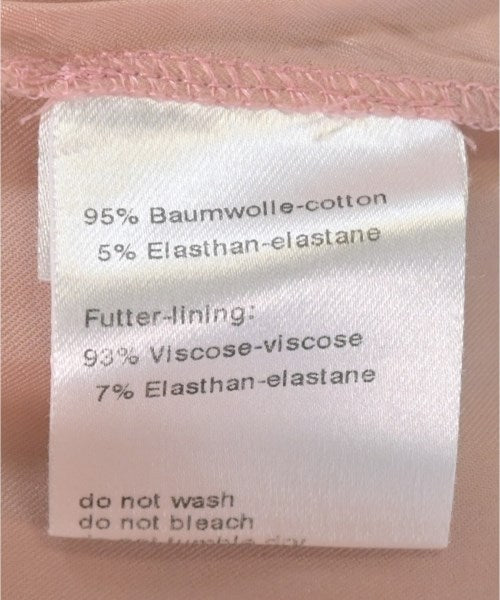 95% Baumwolle-cotton
5% Elasthan-elastane
Futter-lining:
93% Viscose-viscose
7% Elasthan-elastane
do not wash
do not bleach